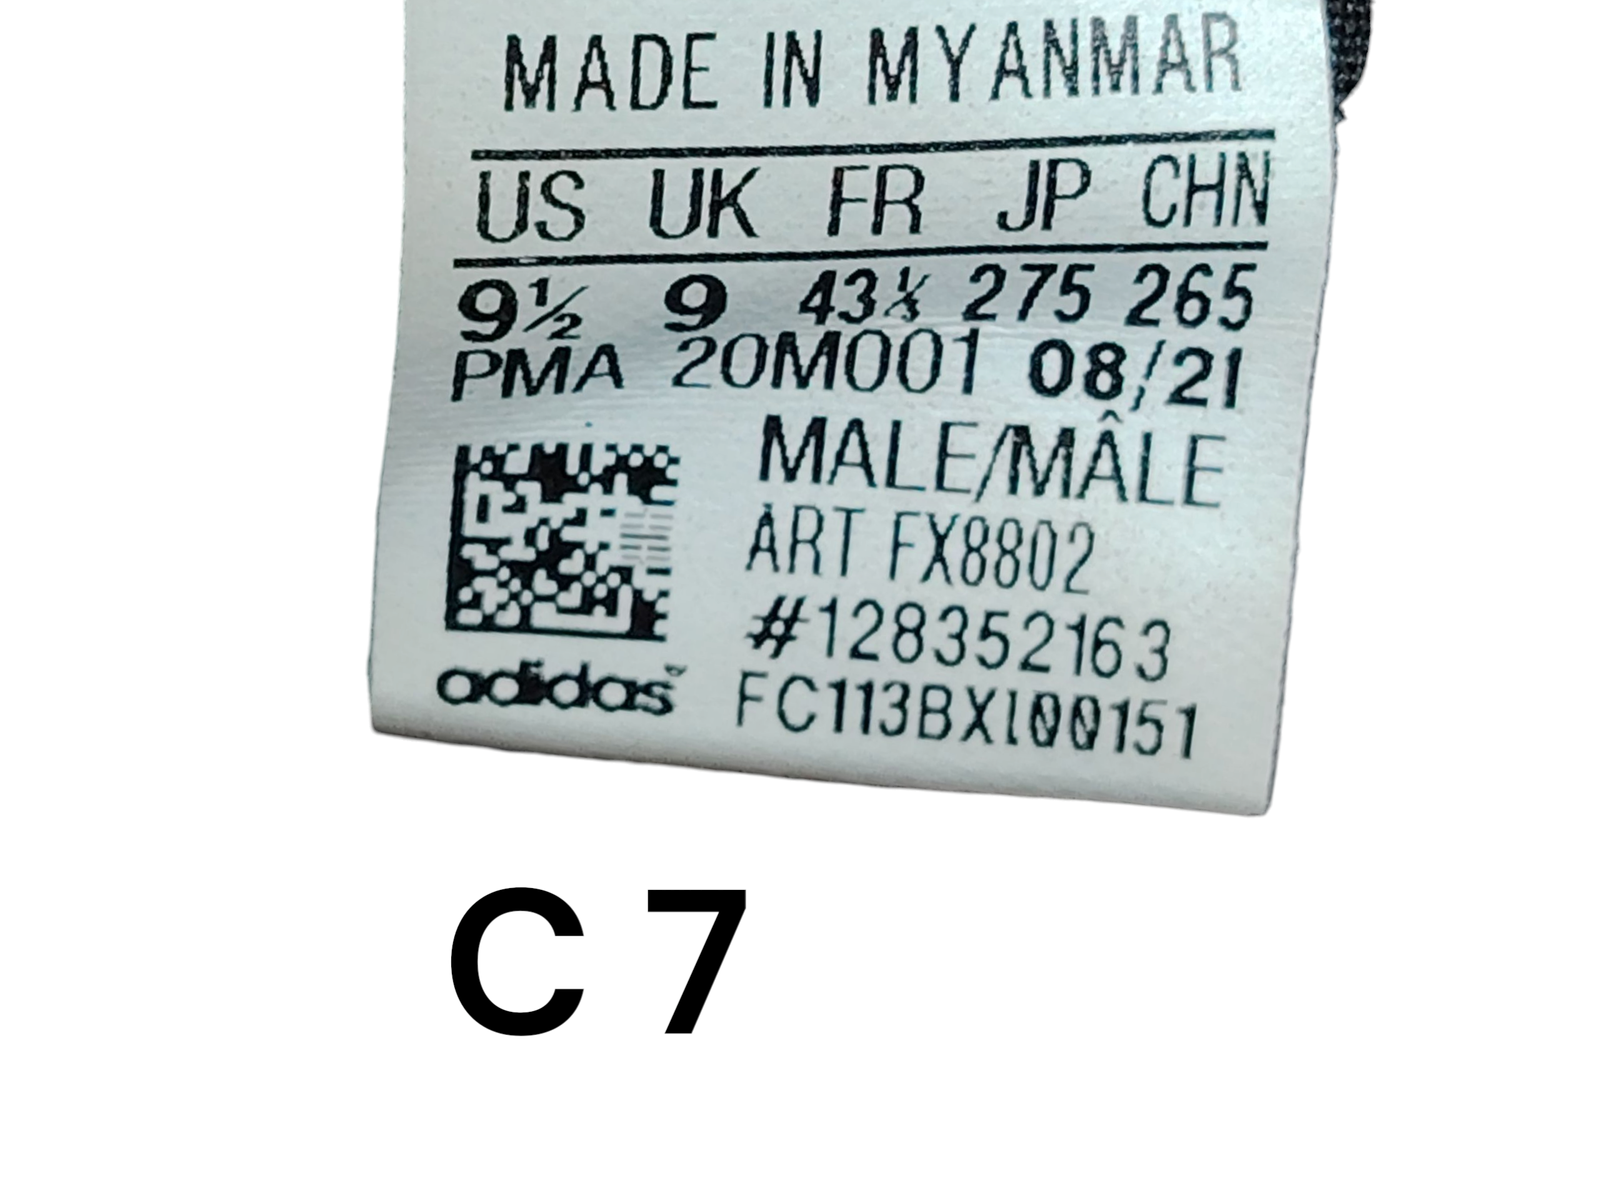 MADE IN MYANMAR
US UK FR JP CHN
9½ 9 43⅓ 275 265
PMA 20M001 08/21
MALE/MÂLE
ART FX8802
#128352163
adidas FC113BX100151
C 7